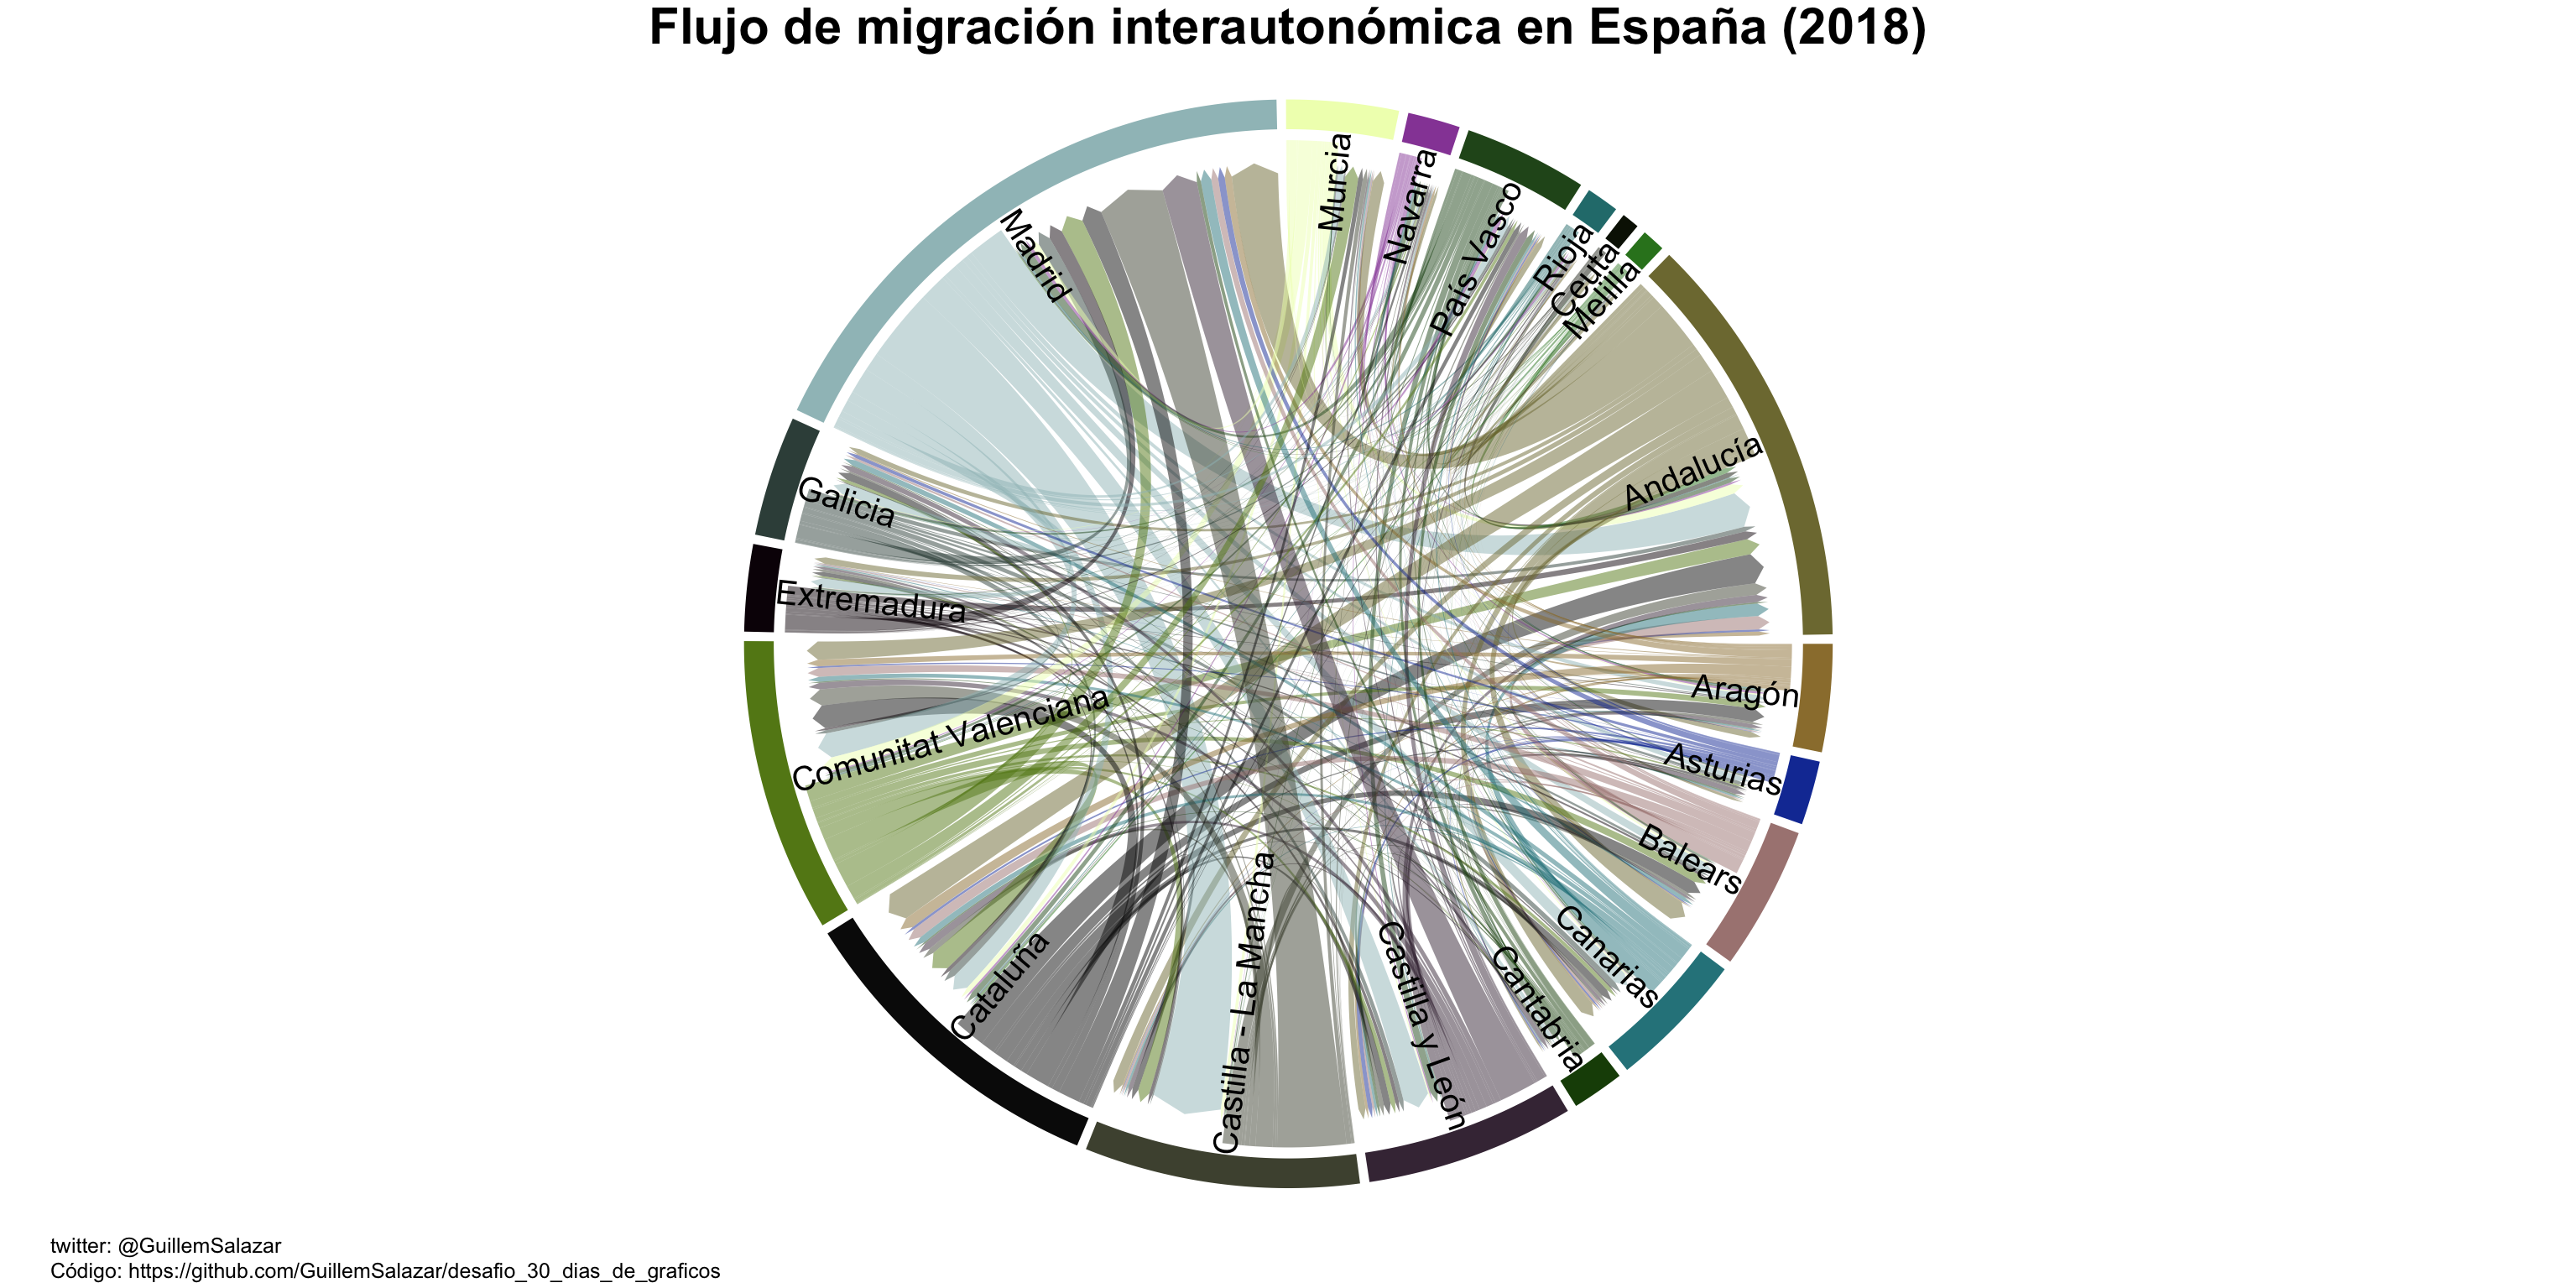 Flujo de migración interautonómica en España (2018)
Murcia
Navarra
País Vasco
Rioja
Ceuta
Melilla
Andalucía
Aragón
Asturias
Balears
Canarias
Cantabria
Castilla y León
Castilla - La Mancha
Cataluña
Comunitat Valenciana
Extremadura
Galicia
Madrid
twitter: @GuillemSalazar
Código: https://github.com/GuillemSalazar/desafio_30_dias_de_graficos